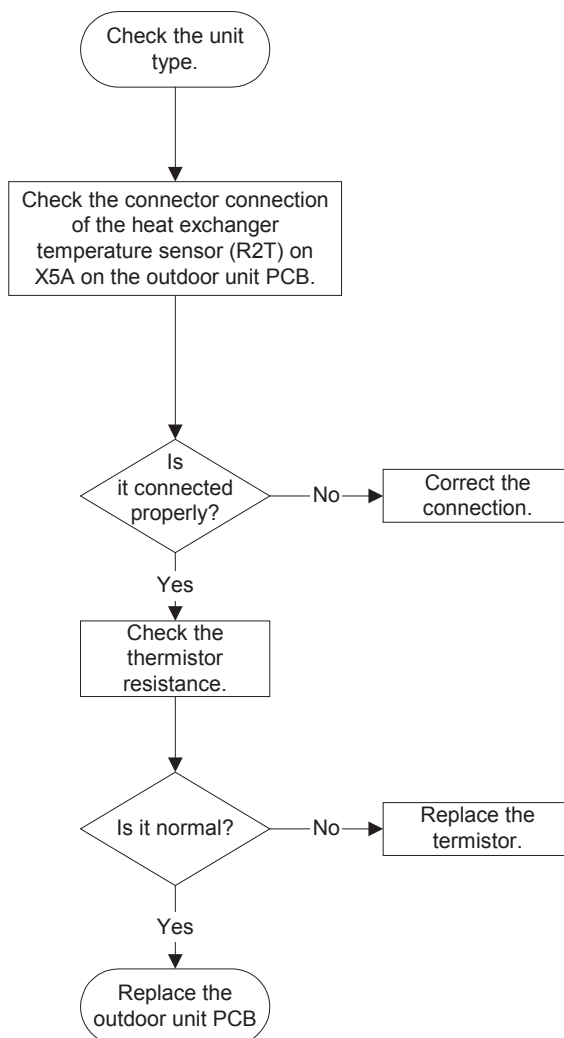 Check the unit
type.
Check the connector connection
of the heat exchanger
temperature sensor (R2T) on
X5A on the outdoor unit PCB.
Is
it connected
properly?
No
Correct the
connection.
Yes
Check the
thermistor
resistance.
Is it normal?
No
Replace the
termistor.
Yes
Replace the
outdoor unit PCB